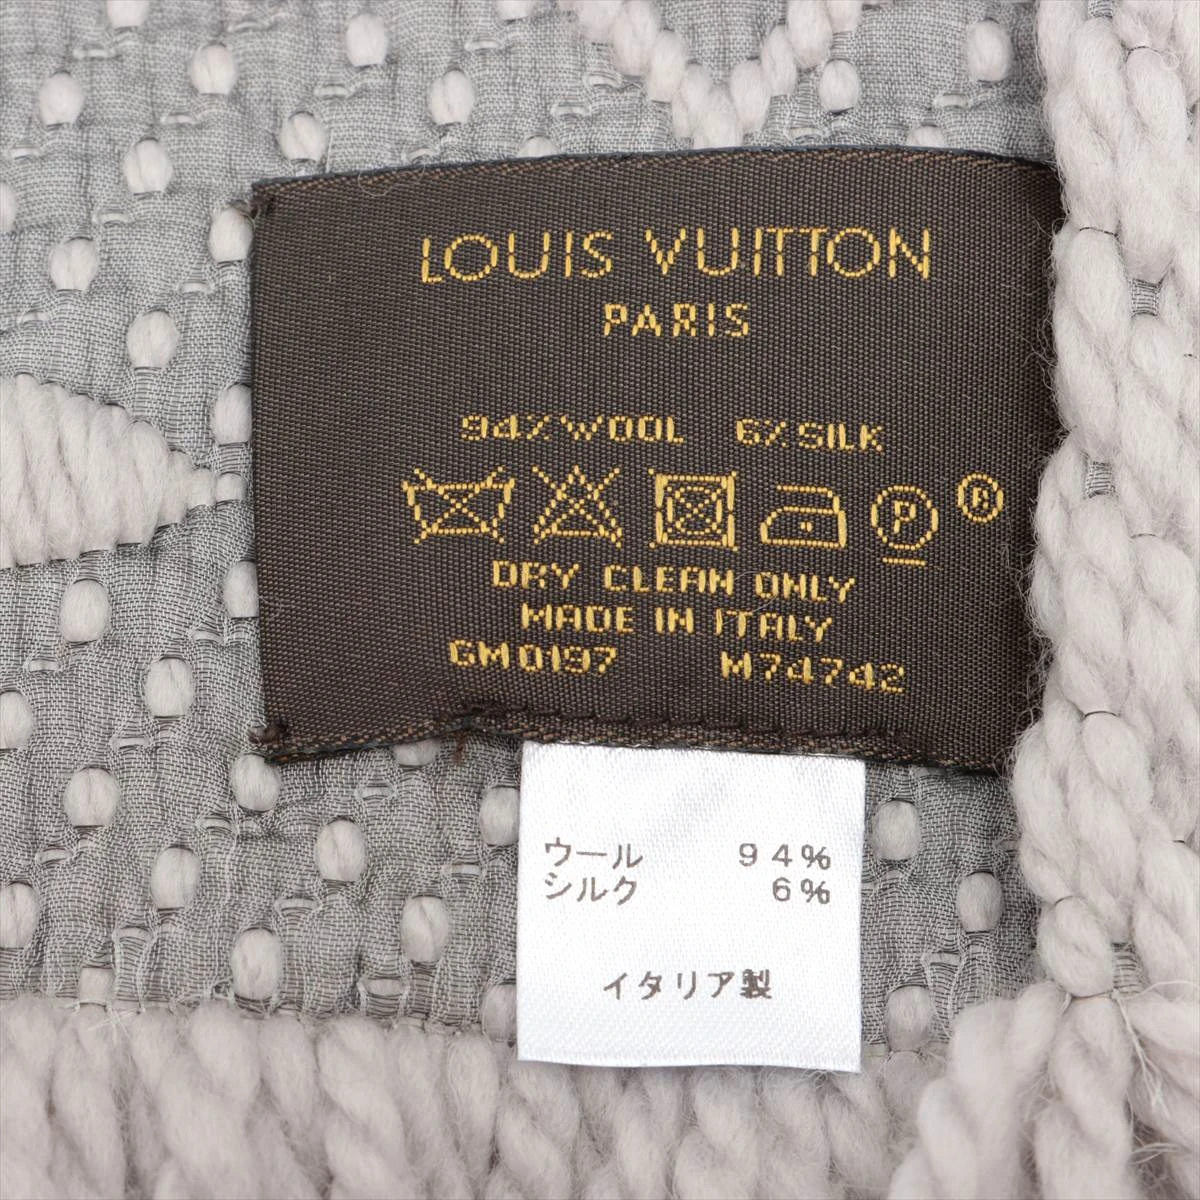 LOUIS VUITTON
PARIS
94% WOOL 6% SILK
P ®
DRY CLEAN ONLY
MADE IN ITALY
GM0197 M74742
ウール 94%
シルク 6%
イタリア製